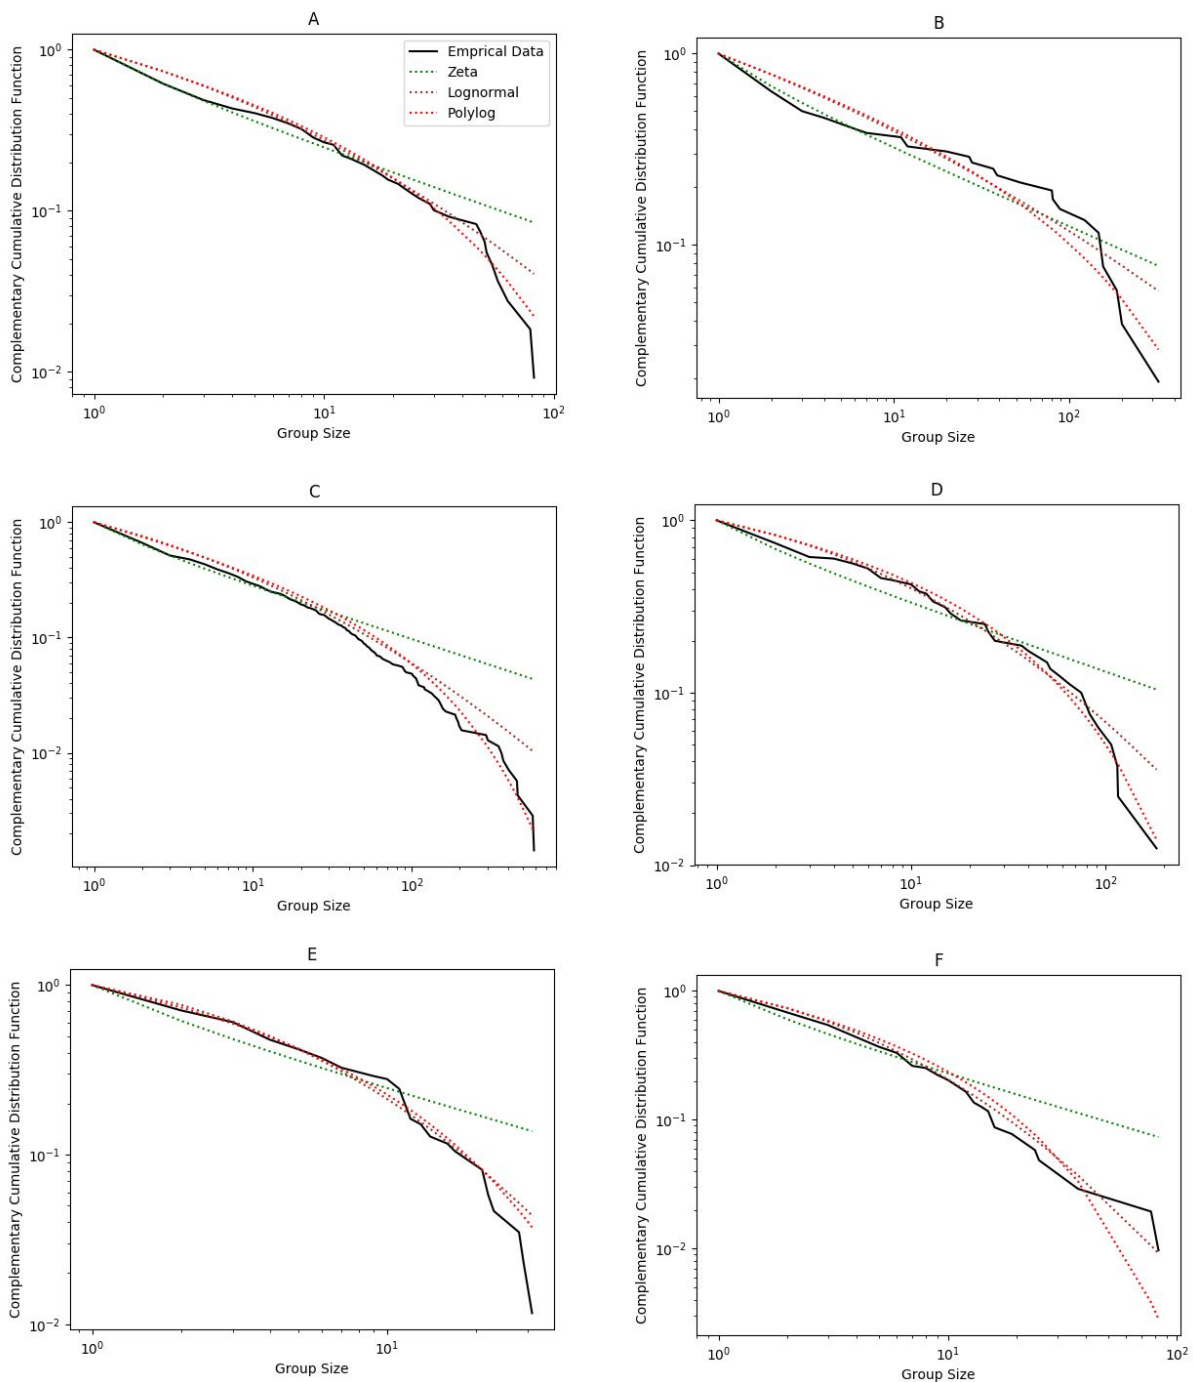 A
Complementary Cumulative Distribution Function
10^0
10^-1
10^-2
Emprical Data
Zeta
Lognormal
Polylog
10^0
10^1
10^2
Group Size
B
Complementary Cumulative Distribution Function
10^0
10^-1
10^0
10^1
10^2
Group Size
C
Complementary Cumulative Distribution Function
10^0
10^-1
10^-2
10^0
10^1
10^2
Group Size
D
Complementary Cumulative Distribution Function
10^0
10^-1
10^-2
10^0
10^1
10^2
Group Size
E
Complementary Cumulative Distribution Function
10^0
10^-1
10^-2
10^0
10^1
Group Size
F
Complementary Cumulative Distribution Function
10^0
10^-1
10^-2
10^0
10^1
10^2
Group Size